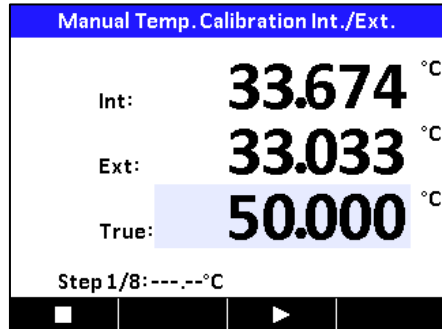 Manual Temp. Calibration Int./Ext.
Int: 33.674 °C
Ext: 33.033 °C
True: 50.000 °C
Step 1/8:---.--°C